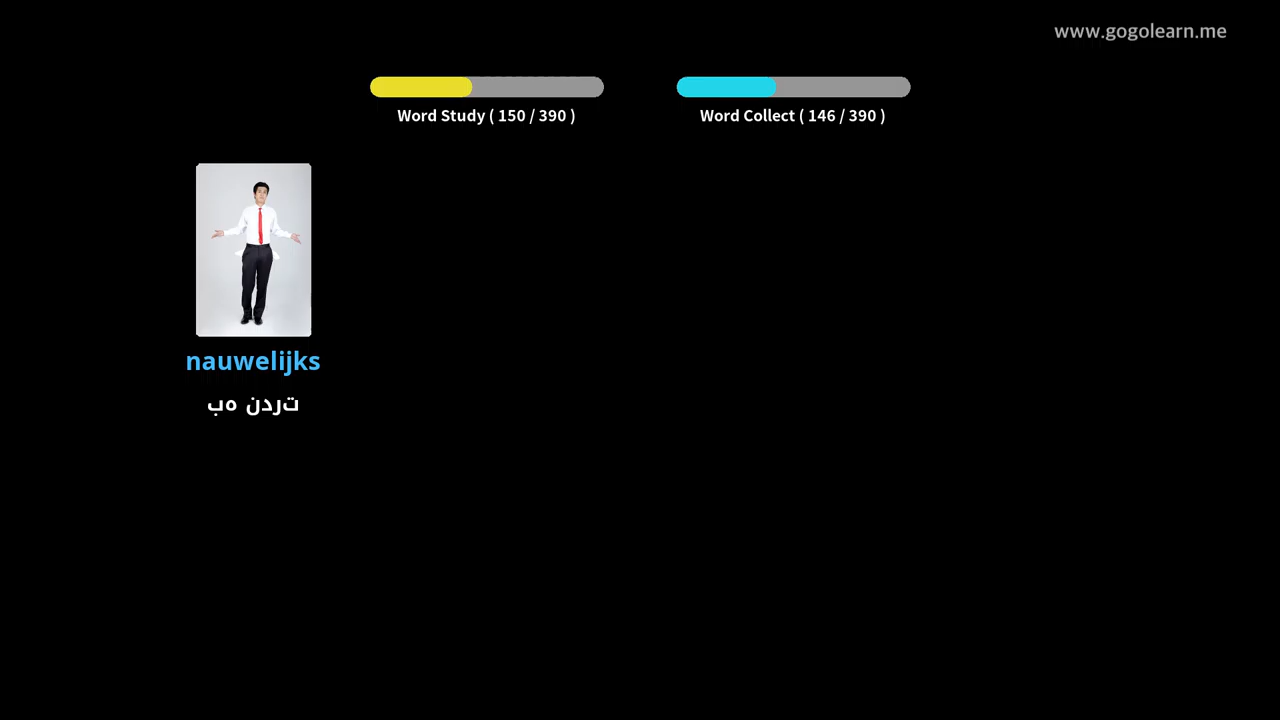 www.gogolearn.me
Word Study ( 150 / 390 )
Word Collect ( 146 / 390 )
nauwelijks
به ندرت